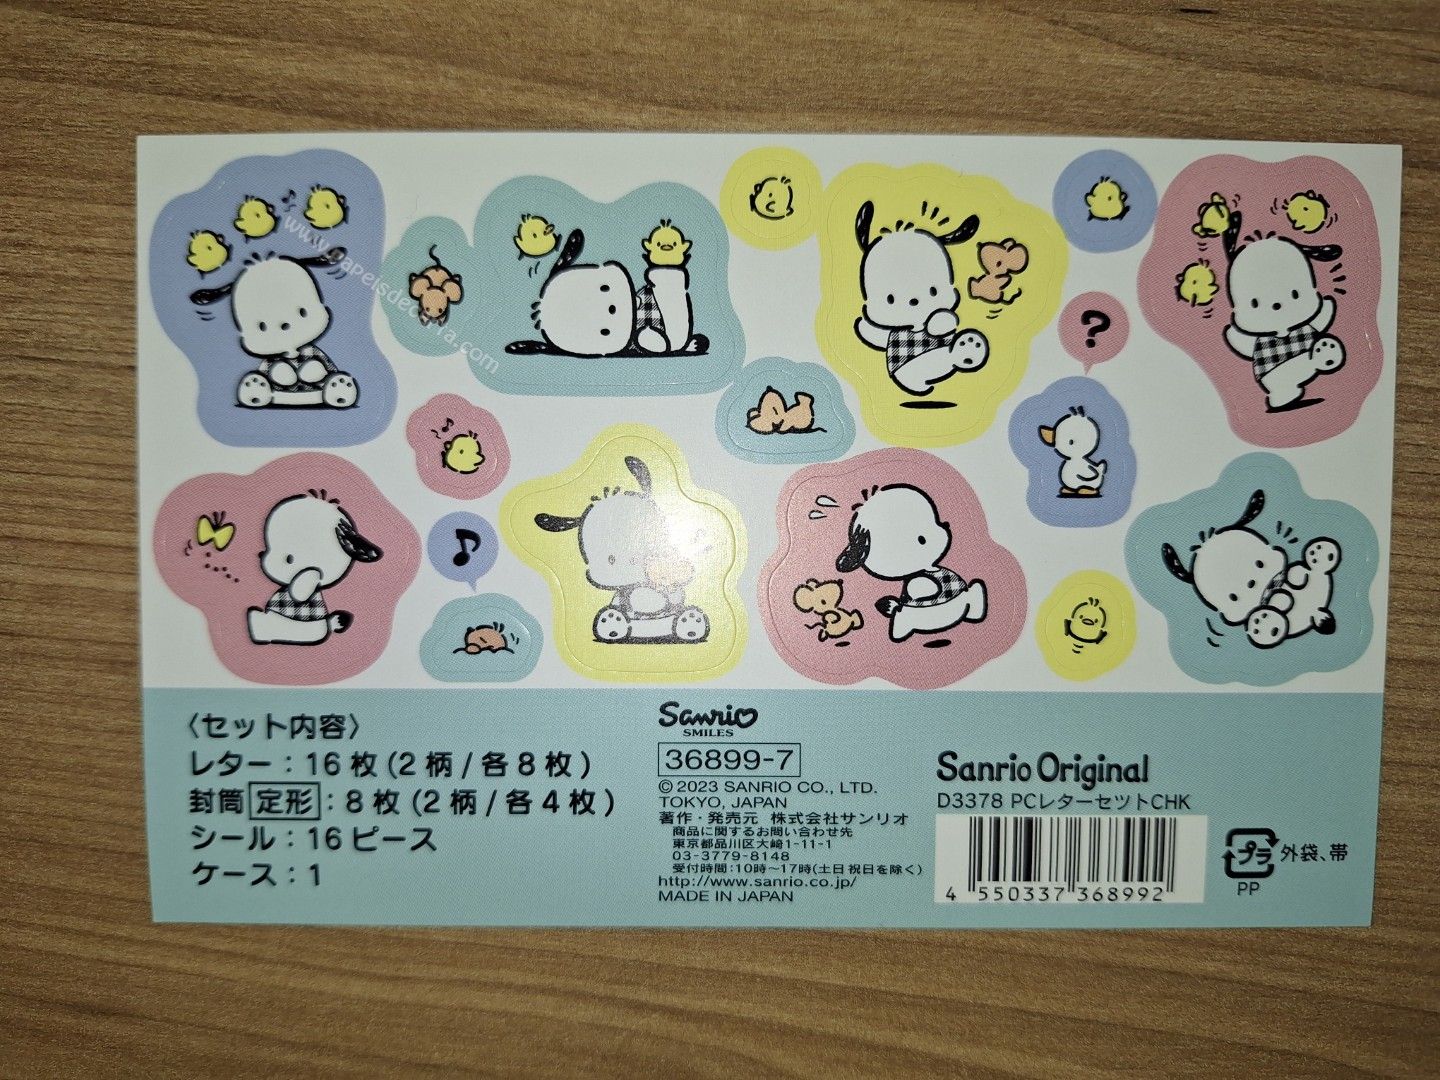 www.papeisdecarta.com
?
〈セット内容〉
レター：16枚(2柄/各8枚)
封筒 定形：8枚(2柄/各4枚)
シール：16ピース
ケース：1
Sanrio
SMILES
36899-7
©2023 SANRIO CO., LTD.
TOKYO, JAPAN
著作・発売元 株式会社サンリオ
商品に関するお問い合わせ先
東京都品川区大崎1-11-1
03-3779-8148
受付時間：10時～17時(土日祝日を除く)
http://www.sanrio.co.jp/
MADE IN JAPAN
Sanrio Original
D3378 PCレターセットCHK
4 550337 368992
プラ 外袋、帯
PP